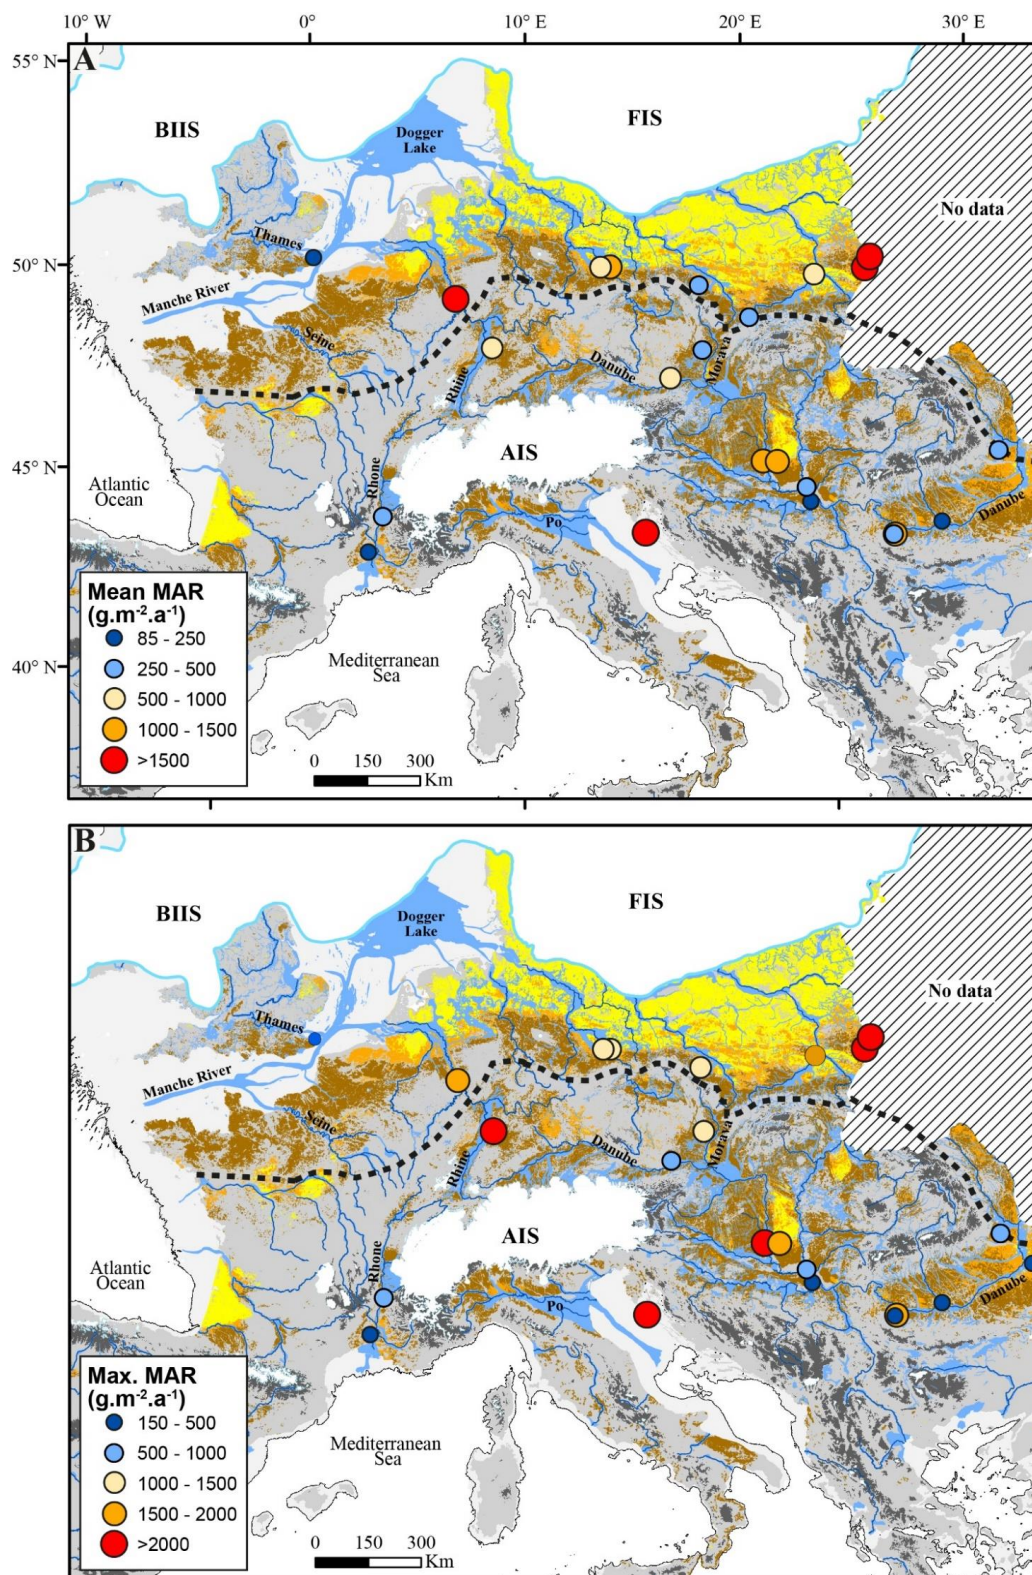 10° W 0° 10° E 20° E 30° E
55° N
A
BIIS
Dogger
Lake
FIS
No data
Thames
50° N
Manche River
Seine
Rhine
Danube
Morava
45° N
AIS
Rhone
Atlantic
Ocean
Po
Danube
Mean MAR
(g.m⁻².a⁻¹)
85 - 250
250 - 500
500 - 1000
1000 - 1500
>1500
40° N
Mediterranean
Sea
0 150 300
Km
B
BIIS
Dogger
Lake
FIS
No data
Thames
Manche River
Seine
Rhine
Danube
Morava
AIS
Rhone
Atlantic
Ocean
Po
Danube
Max. MAR
(g.m⁻².a⁻¹)
150 - 500
500 - 1000
1000 - 1500
1500 - 2000
>2000
Mediterranean
Sea
0 150 300
Km